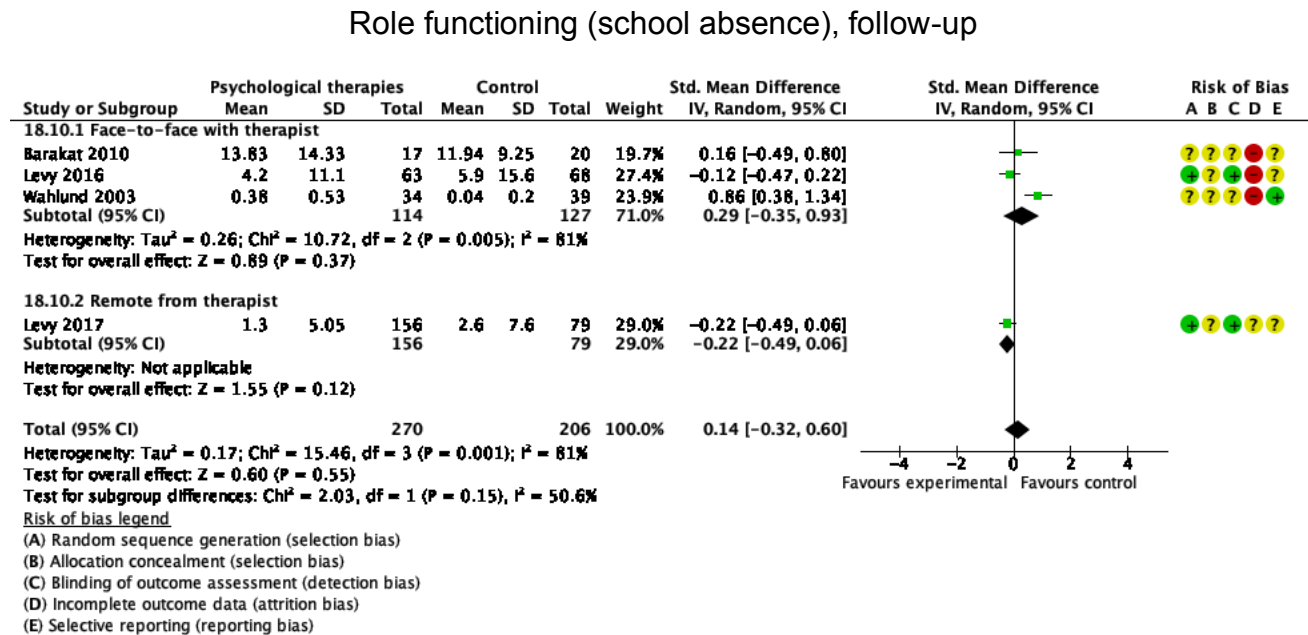 Role functioning (school absence), follow-up
Psychological therapies Control Std. Mean Difference Std. Mean Difference Risk of Bias
Study or Subgroup Mean SD Total Mean SD Total Weight IV, Random, 95% CI IV, Random, 95% CI A B C D E
18.10.1 Face-to-face with therapist
Barakat 2010 13.83 14.33 17 11.94 9.25 20 19.7% 0.16 [-0.49, 0.80] ? ? ? - ?
Levy 2016 4.2 11.1 63 5.9 15.6 68 27.4% -0.12 [-0.47, 0.22] + ? + - ?
Wahlund 2003 0.38 0.53 34 0.04 0.2 39 23.9% 0.86 [0.38, 1.34] ? ? ? - +
Subtotal (95% CI) 114 127 71.0% 0.29 [-0.35, 0.93]
Heterogeneity: Tau² = 0.26; Chi² = 10.72, df = 2 (P = 0.005); I² = 81%
Test for overall effect: Z = 0.89 (P = 0.37)
18.10.2 Remote from therapist
Levy 2017 1.3 5.05 156 2.6 7.6 79 29.0% -0.22 [-0.49, 0.06] + ? + ? ?
Subtotal (95% CI) 156 79 29.0% -0.22 [-0.49, 0.06]
Heterogeneity: Not applicable
Test for overall effect: Z = 1.55 (P = 0.12)
Total (95% CI) 270 206 100.0% 0.14 [-0.32, 0.60]
Heterogeneity: Tau² = 0.17; Chi² = 15.46, df = 3 (P = 0.001); I² = 81%
Test for overall effect: Z = 0.60 (P = 0.55)
Test for subgroup differences: Chi² = 2.03, df = 1 (P = 0.15), I² = 50.6%
-4 -2 0 2 4
Favours experimental Favours control
Risk of bias legend
(A) Random sequence generation (selection bias)
(B) Allocation concealment (selection bias)
(C) Blinding of outcome assessment (detection bias)
(D) Incomplete outcome data (attrition bias)
(E) Selective reporting (reporting bias)